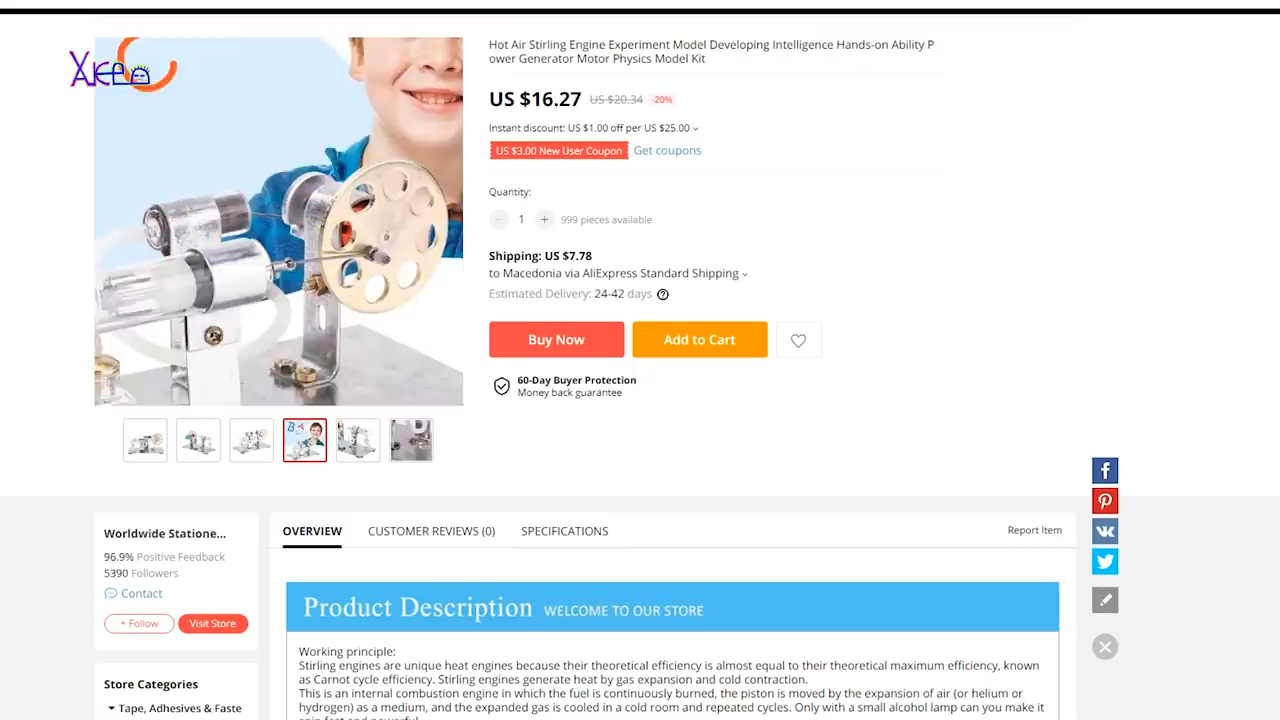 Hot Air Stirling Engine Experiment Model Developing Intelligence Hands-on Ability P
ower Generator Motor Physics Model Kit
US $16.27 US $20.34 -20%
Instant discount: US $1.00 off per US $25.00
US $3.00 New User Coupon Get coupons
Quantity:
1 999 pieces available
Shipping: US $7.78
to Macedonia via AliExpress Standard Shipping
Estimated Delivery: 24-42 days
Buy Now Add to Cart
60-Day Buyer Protection
Money back guarantee
Worldwide Statione...
96.9% Positive Feedback
5390 Followers
Contact
+ Follow Visit Store
Store Categories
Tape, Adhesives & Faste
OVERVIEW CUSTOMER REVIEWS (0) SPECIFICATIONS Report Item
Product Description WELCOME TO OUR STORE
Working principle:
Stirling engines are unique heat engines because their theoretical efficiency is almost equal to their theoretical maximum efficiency, known
as Carnot cycle efficiency. Stirling engines generate heat by gas expansion and cold contraction.
This is an internal combustion engine in which the fuel is continuously burned, the piston is moved by the expansion of air (or helium or
hydrogen) as a medium, and the expanded gas is cooled in a cold room and repeated cycles. Only with a small alcohol lamp can you make it